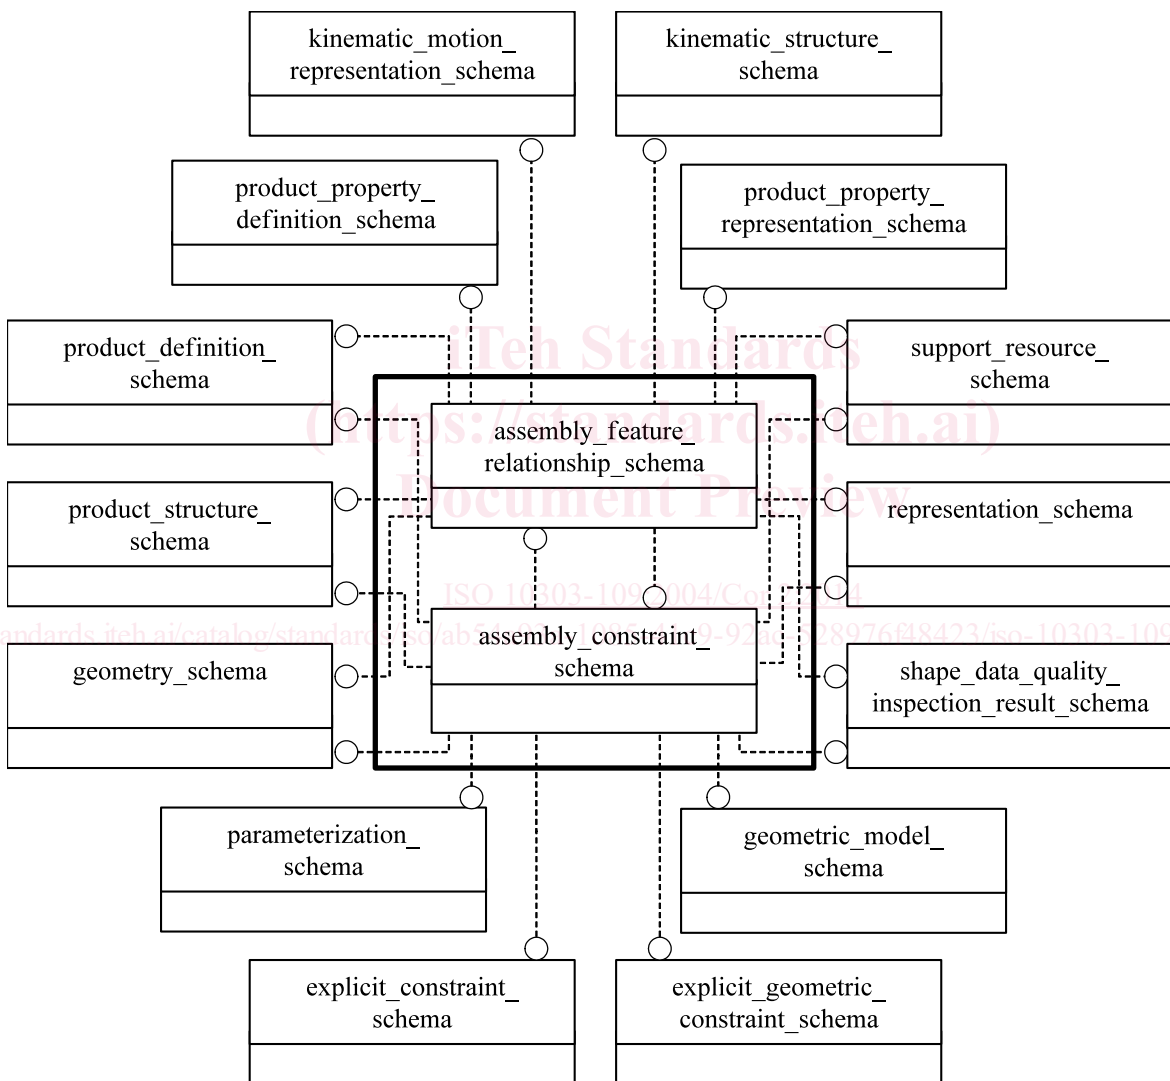 kinematic_motion_
representation_schema
kinematic_structure_
schema
product_property_
definition_schema
product_property_
representation_schema
iTeh Standards
product_definition_
schema
support_resource_
schema
(https://standards.iteh.ai)
assembly_feature_
relationship_schema
Document Preview
product_structure_
schema
representation_schema
ISO 10303-109:2004/Cor 2:2014
assembly_constraint_
schema
geometry_schema
shape_data_quality_
inspection_result_schema
parameterization_
schema
geometric_model_
schema
explicit_constraint_
schema
explicit_geometric_
constraint_schema